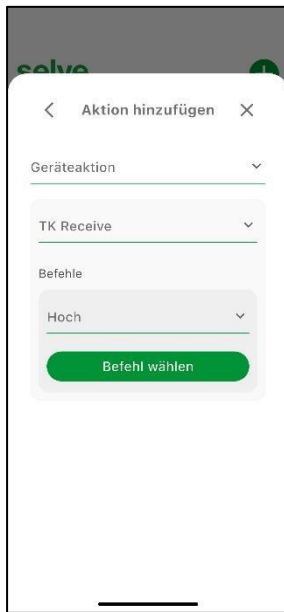 selve
Aktion hinzufügen
Geräteaktion
TK Receive
Befehle
Hoch
Befehl wählen